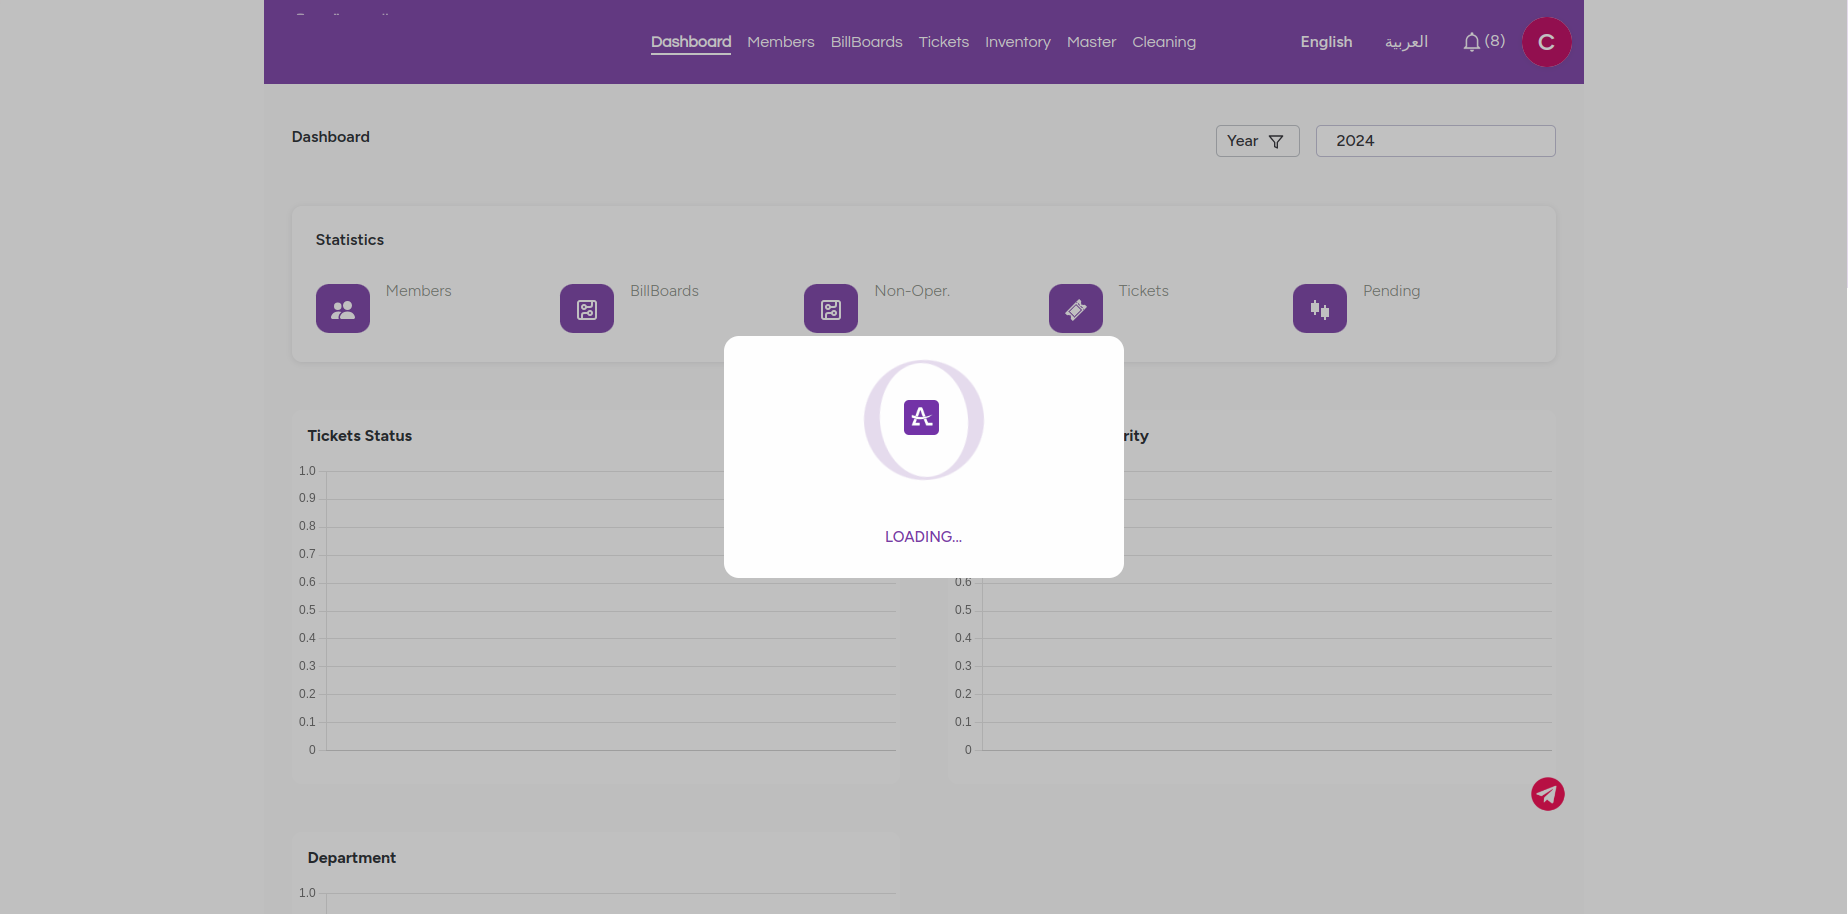 Dashboard Members BillBoards Tickets Inventory Master Cleaning English العربية (8) C
Dashboard
Year 2024
Statistics
Members BillBoards Non-Oper. Tickets Pending
A
LOADING...
Tickets Status
1.0
0.9
0.8
0.7
0.6
0.5
0.4
0.3
0.2
0.1
0
rity
0.6
0.5
0.4
0.3
0.2
0.1
0
Department
1.0